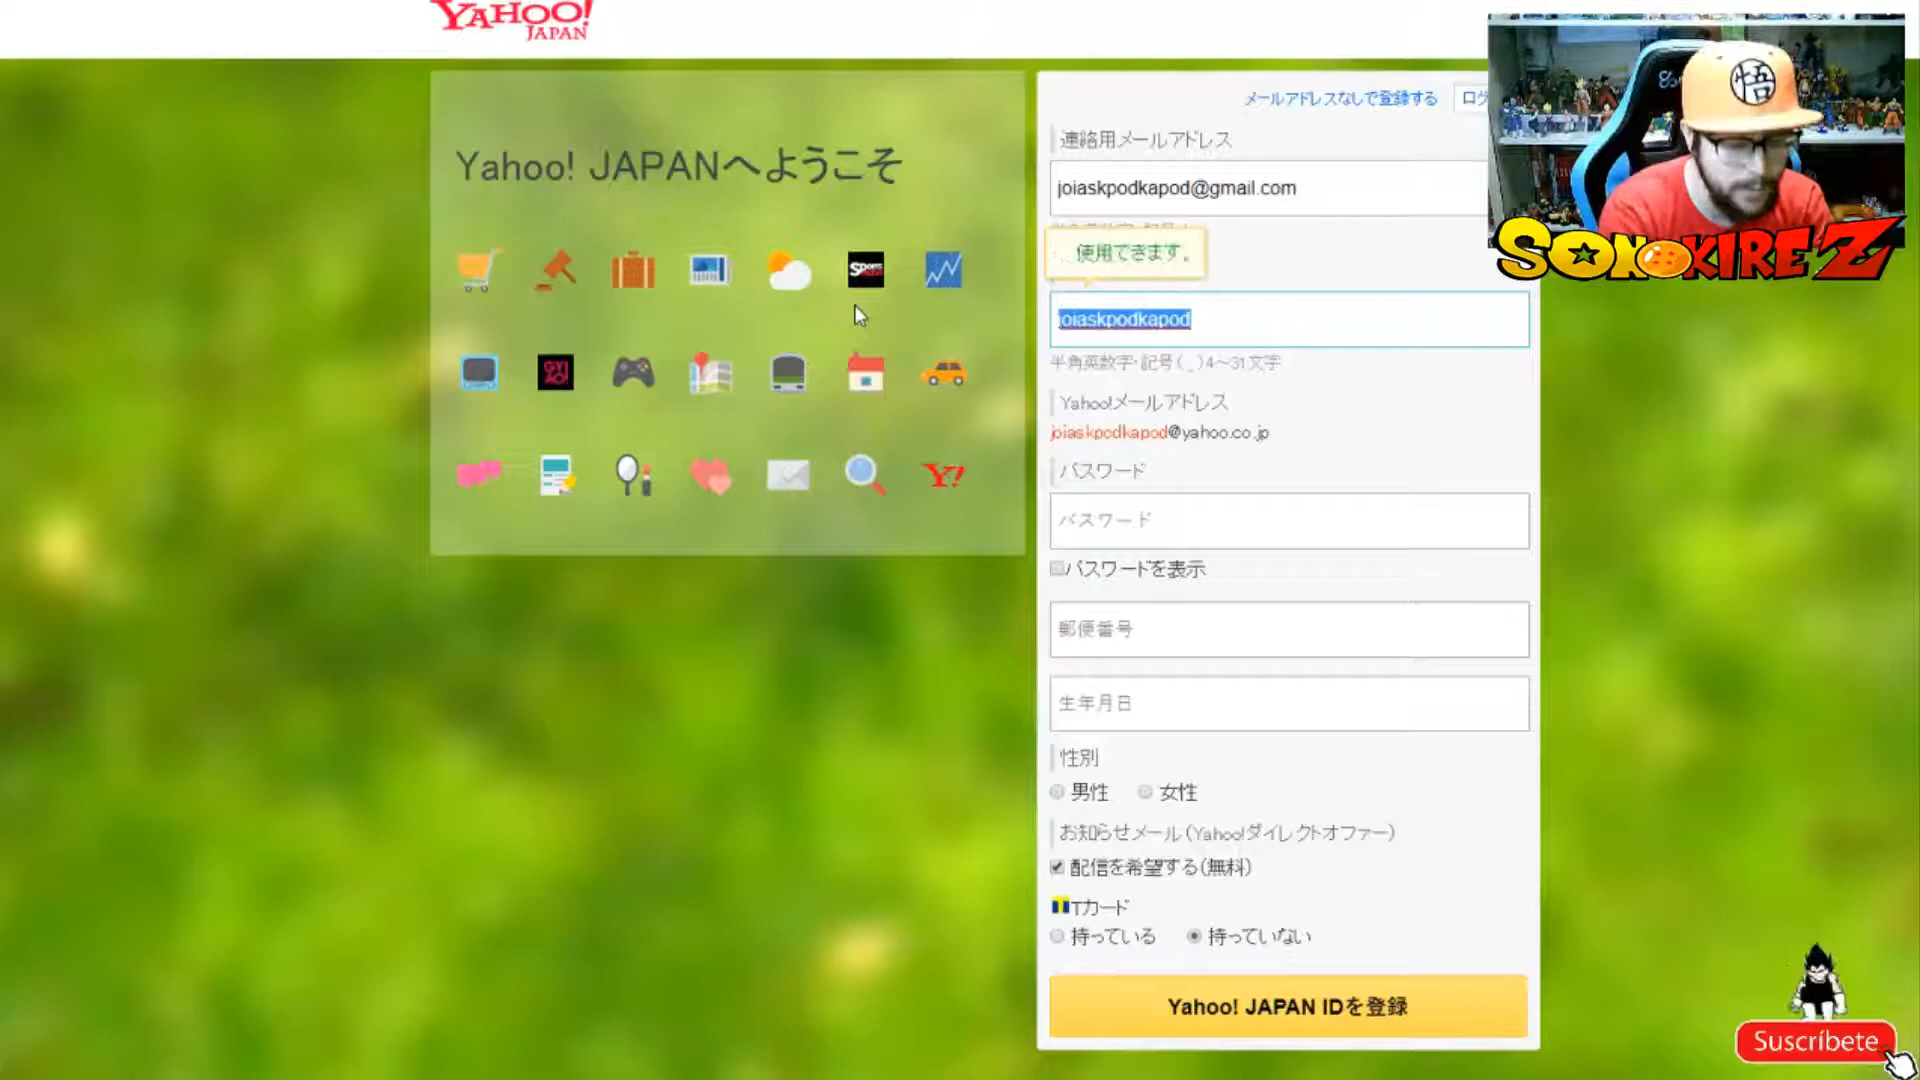 YAHOO!
JAPAN
Yahoo! JAPANへようこそ
Sports
GY
AO!
Y!
メールアドレスなしで登録する
ログ
連絡用メールアドレス
joiaskpodkapod@gmail.com
使用できます。
joiaskpodkapod
半角英数字・記号(_)4～31文字
Yahoo!メールアドレス
joiaskpodkapod@yahoo.co.jp
パスワード
パスワード
パスワードを表示
郵便番号
生年月日
性別
男性 女性
お知らせメール(Yahoo!ダイレクトオファー)
配信を希望する(無料)
Tカード
持っている 持っていない
Yahoo! JAPAN IDを登録
悟
SONOKIRE Z
Suscríbete